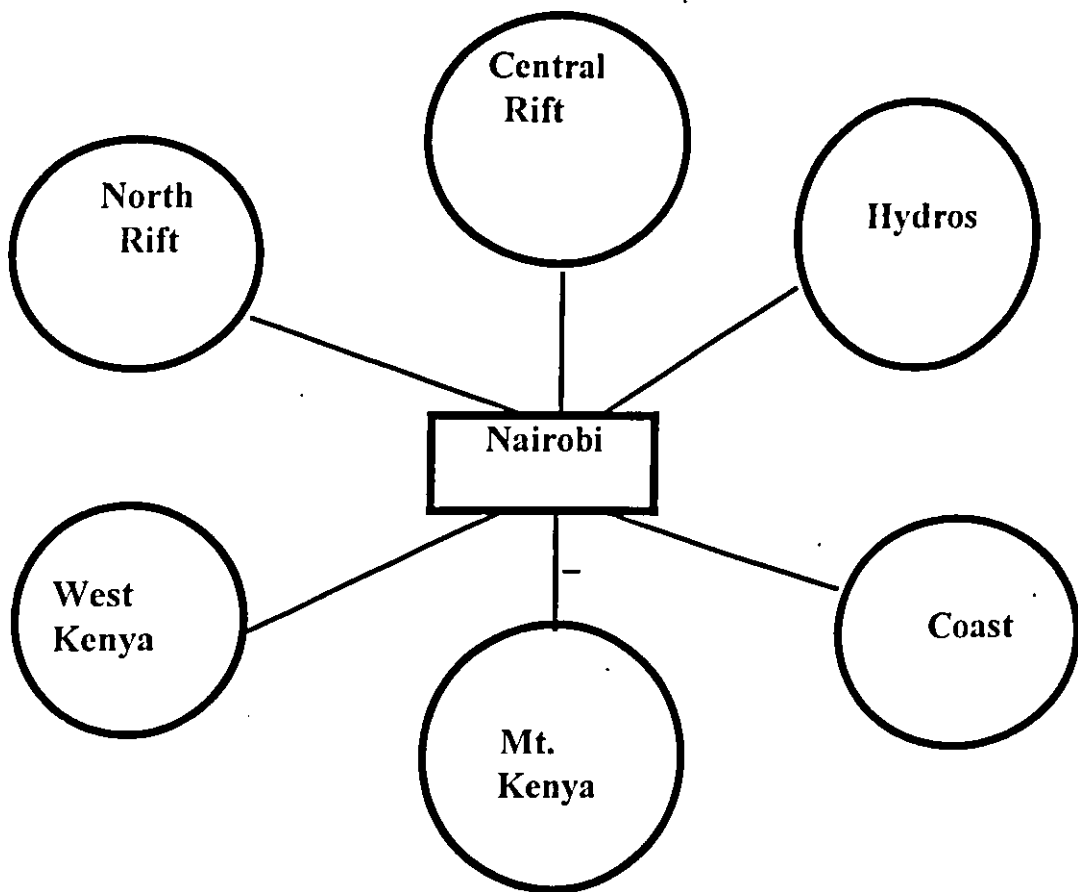 Central
Rift
North
Rift
Hydros
Nairobi
West
Kenya
Coast
Mt.
Kenya